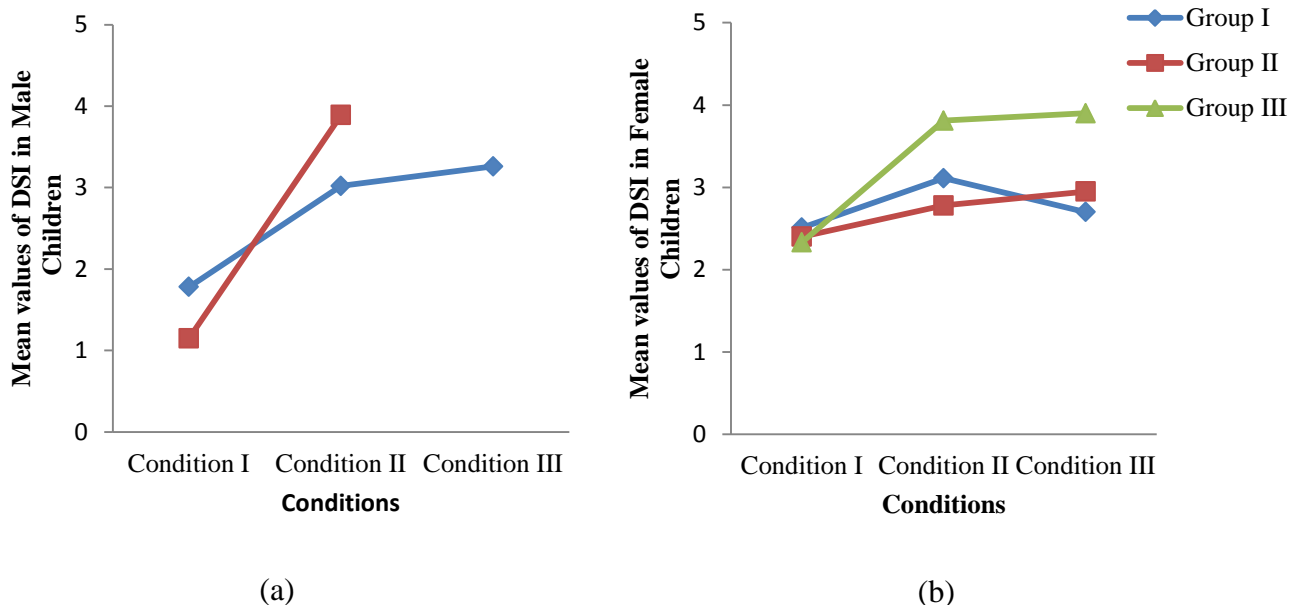 Mean values of DSI in Male
Children
5
4
3
2
1
0
Condition I Condition II Condition III
Conditions
(a)
Mean values of DSI in Female
Children
5
4
3
2
1
0
Condition I Condition II Condition III
Conditions
(b)
Group I
Group II
Group III